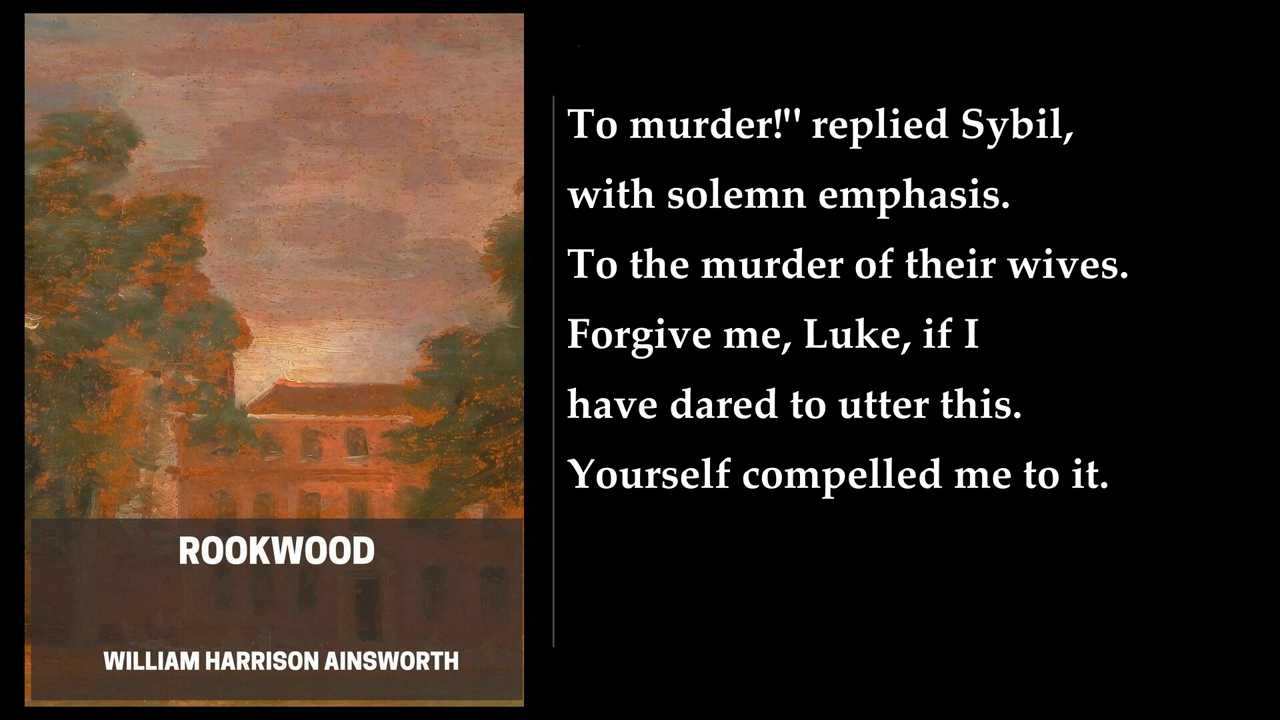 ROOKWOOD
WILLIAM HARRISON AINSWORTH
To murder!" replied Sybil,
with solemn emphasis.
To the murder of their wives.
Forgive me, Luke, if I
have dared to utter this.
Yourself compelled me to it.